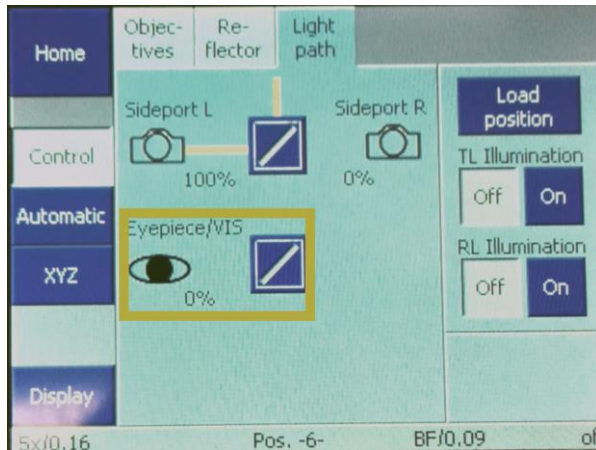 Home
Control
Automatic
XYZ
Display
Objec-
tives
Re-
flector
Light
path
Sideport L
100%
Sideport R
0%
Eyepiece/VIS
0%
Load
position
TL Illumination
Off
On
RL Illumination
Off
On
5x/0.16
Pos. -6-
BF/0.09
of